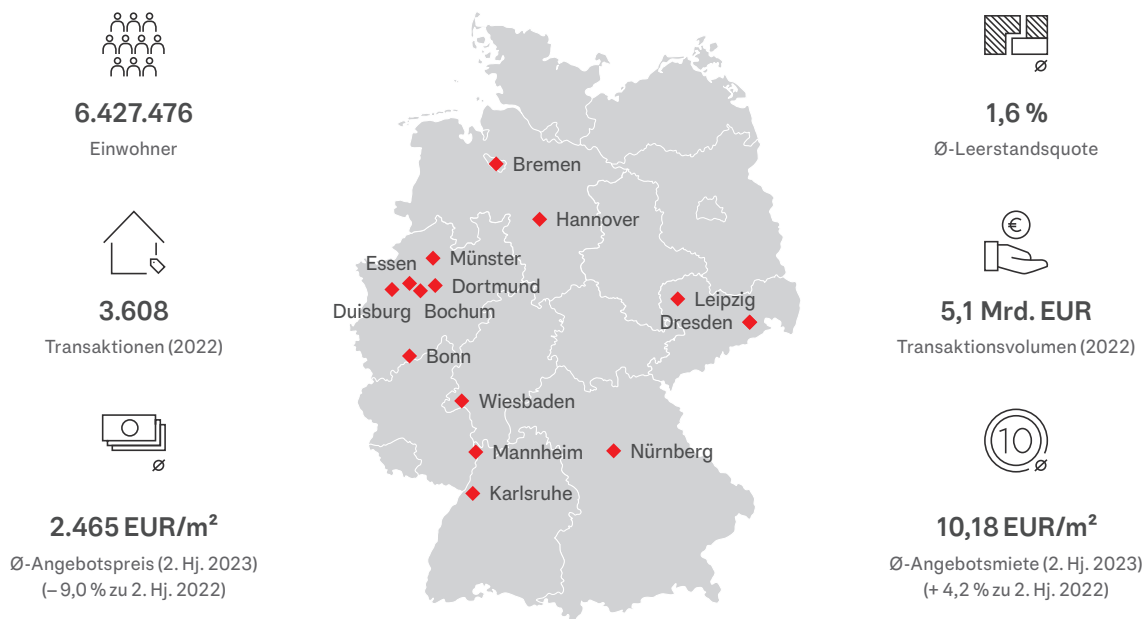 6.427.476
Einwohner
3.608
Transaktionen (2022)
2.465 EUR/m²
Ø-Angebotspreis (2. Hj. 2023)
(– 9,0 % zu 2. Hj. 2022)
Bremen
Hannover
Münster
Essen
Dortmund
Duisburg
Bochum
Leipzig
Dresden
Bonn
Wiesbaden
Mannheim
Nürnberg
Karlsruhe
Ø
1,6 %
Ø-Leerstandsquote
€
5,1 Mrd. EUR
Transaktionsvolumen (2022)
10
Ø
10,18 EUR/m²
Ø-Angebotsmiete (2. Hj. 2023)
(+ 4,2 % zu 2. Hj. 2022)
Ø